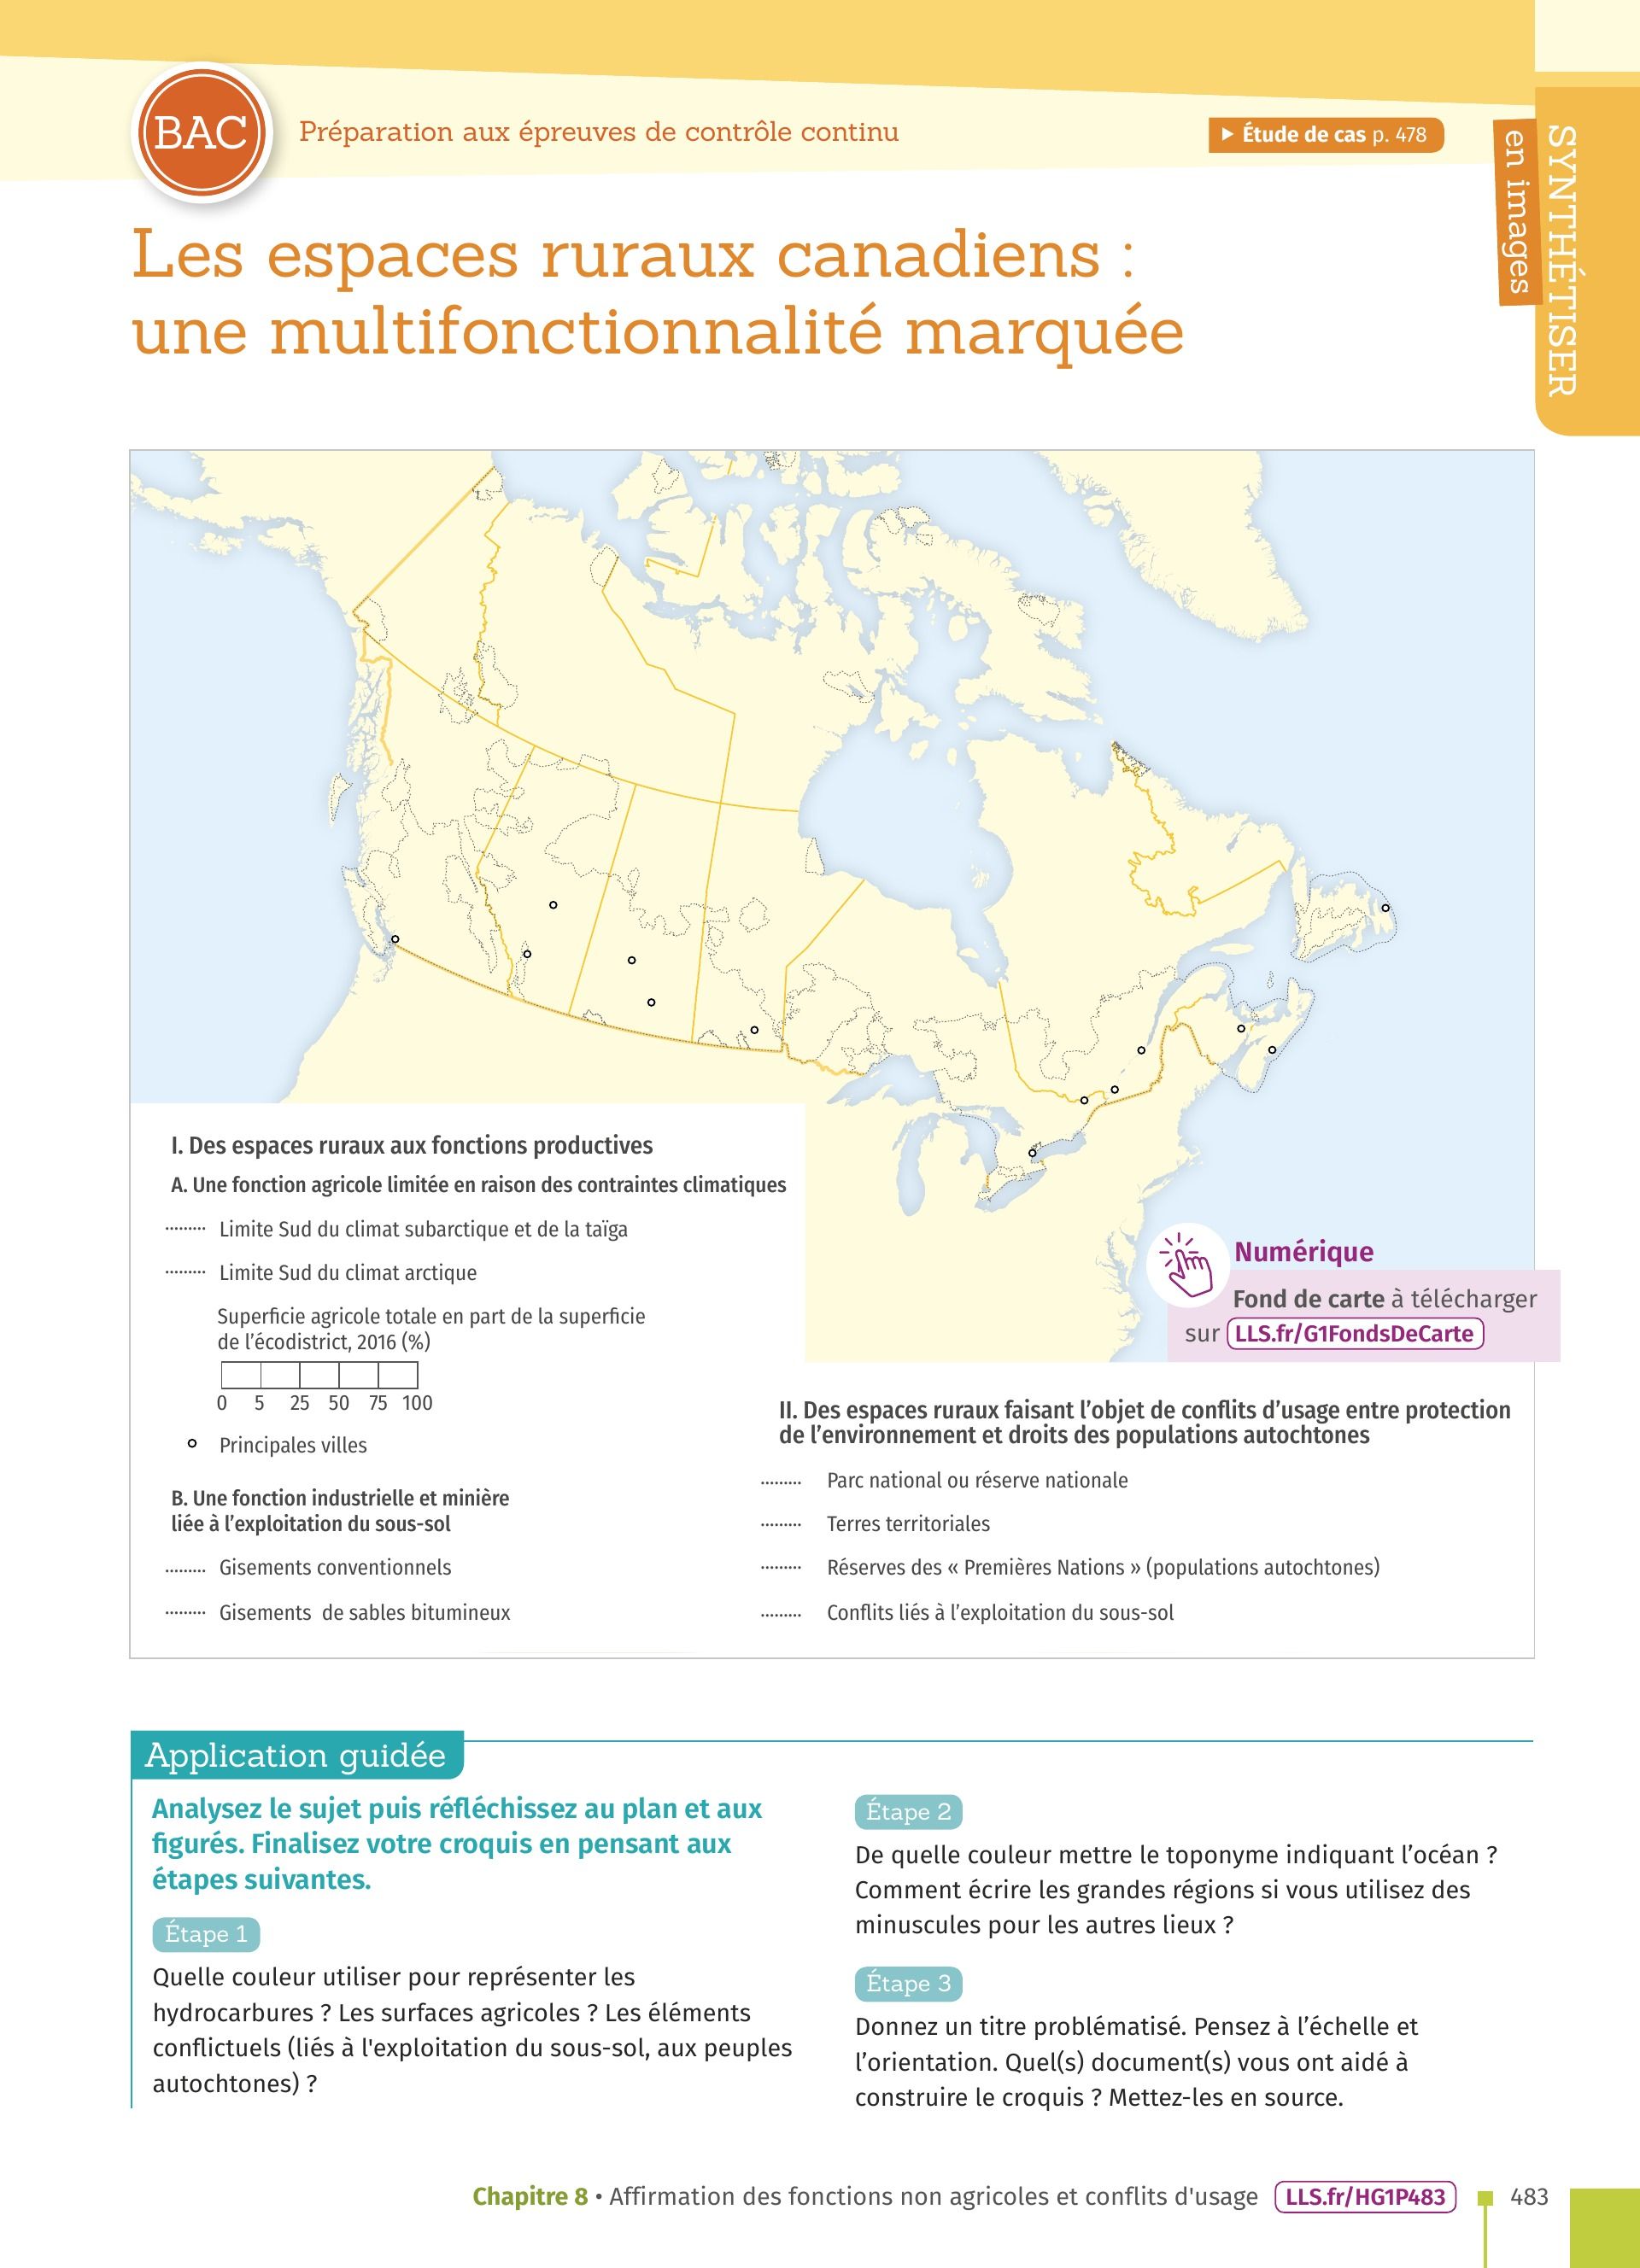 BAC
Préparation aux épreuves de contrôle continu
Étude de cas p. 478
SYNTHÉTISER
en images
Les espaces ruraux canadiens :
une multifonctionnalité marquée
I. Des espaces ruraux aux fonctions productives
A. Une fonction agricole limitée en raison des contraintes climatiques
Limite Sud du climat subarctique et de la taïga
Limite Sud du climat arctique
Superficie agricole totale en part de la superficie
de l'écodistrict, 2016 (%)
0 5 25 50 75 100
Principales villes
B. Une fonction industrielle et minière
liée à l'exploitation du sous-sol
Gisements conventionnels
Gisements de sables bitumineux
Numérique
Fond de carte à télécharger
sur LLS.fr/G1FondsDeCarte
II. Des espaces ruraux faisant l'objet de conflits d'usage entre protection
de l'environnement et droits des populations autochtones
Parc national ou réserve nationale
Terres territoriales
Réserves des « Premières Nations » (populations autochtones)
Conflits liés à l'exploitation du sous-sol
Application guidée
Analysez le sujet puis réfléchissez au plan et aux
figurés. Finalisez votre croquis en pensant aux
étapes suivantes.
Étape 1
Quelle couleur utiliser pour représenter les
hydrocarbures ? Les surfaces agricoles ? Les éléments
conflictuels (liés à l'exploitation du sous-sol, aux peuples
autochtones) ?
Étape 2
De quelle couleur mettre le toponyme indiquant l'océan ?
Comment écrire les grandes régions si vous utilisez des
minuscules pour les autres lieux ?
Étape 3
Donnez un titre problématisé. Pensez à l'échelle et
l'orientation. Quel(s) document(s) vous ont aidé à
construire le croquis ? Mettez-les en source.
Chapitre 8 • Affirmation des fonctions non agricoles et conflits d'usage LLS.fr/HG1P483 483